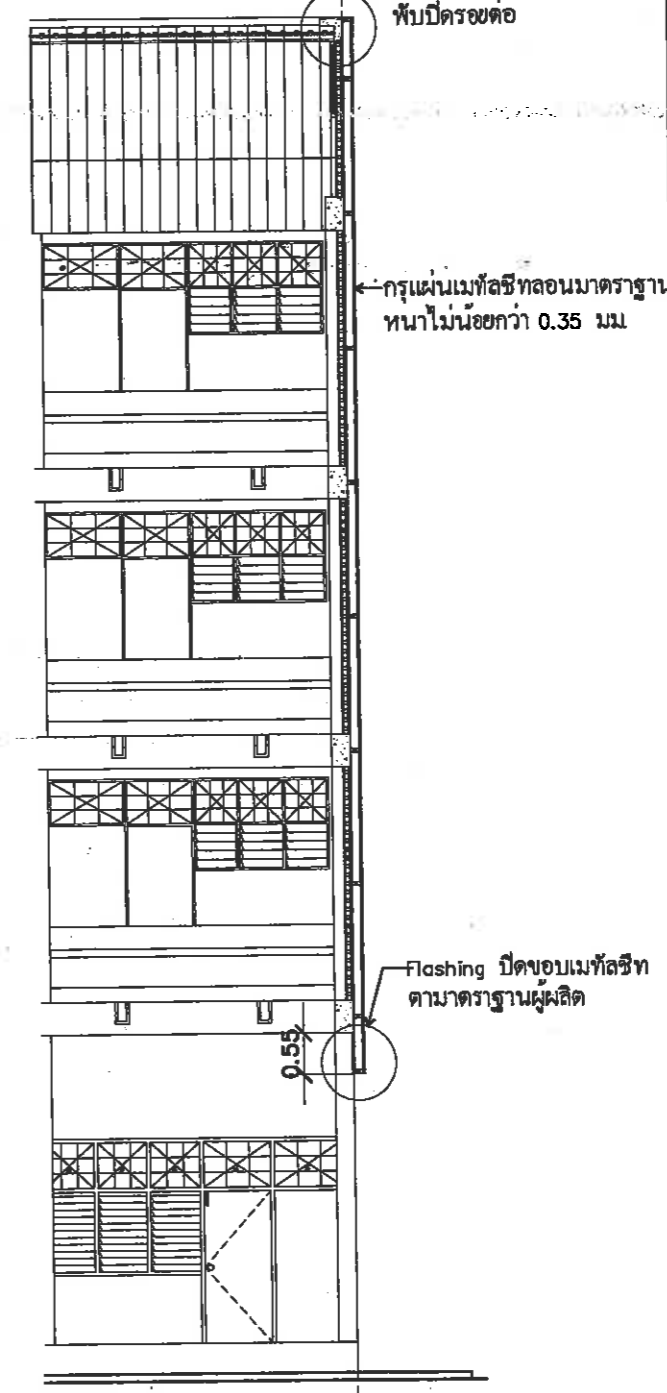 พับปิดรอยต่อ
กรุแผ่นเมทัลชีทลอนมาตราฐาน
หนาไม่น้อยกว่า 0.35 มม.
Flashing ปิดขอบเมทัลชีท
ตามาตราฐานผู้ผลิต
0.55